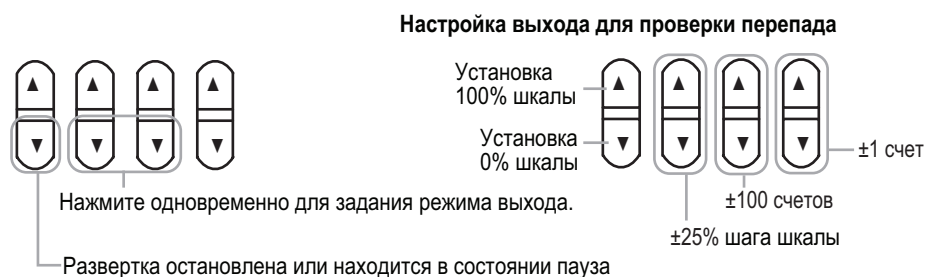 Настройка выхода для проверки перепада
Установка
100% шкалы
Установка
0% шкалы
±1 счет
±100 счетов
±25% шага шкалы
Нажмите одновременно для задания режима выхода.
Развертка остановлена или находится в состоянии пауза